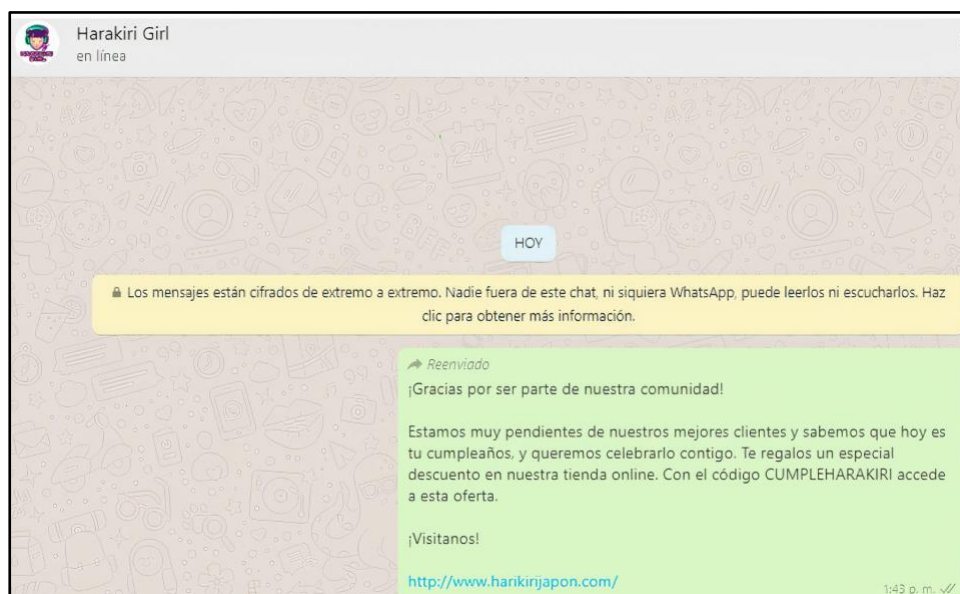 Harakiri Girl
en línea
HOY
Los mensajes están cifrados de extremo a extremo. Nadie fuera de este chat, ni siquiera WhatsApp, puede leerlos ni escucharlos. Haz
clic para obtener más información.
Reenviado
¡Gracias por ser parte de nuestra comunidad!
Estamos muy pendientes de nuestros mejores clientes y sabemos que hoy es
tu cumpleaños, y queremos celebrarlo contigo. Te regalos un especial
descuento en nuestra tienda online. Con el código CUMPLEHARAKIRI accede
a esta oferta.
¡Visitanos!
http://www.harikirijapon.com/
1:43 p. m.